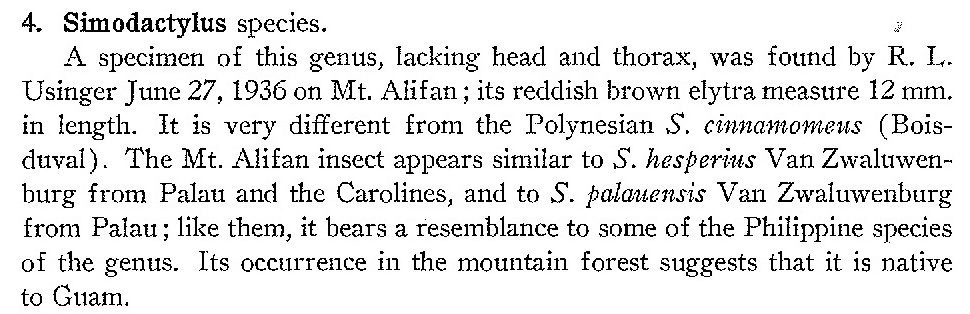 4. Simodactylus species.
A specimen of this genus, lacking head and thorax, was found by R. L.
Usinger June 27, 1936 on Mt. Alifan; its reddish brown elytra measure 12 mm.
in length. It is very different from the Polynesian S. cinnamomeus (Bois-
duval). The Mt. Alifan insect appears similar to S. hesperius Van Zwaluwen-
burg from Palau and the Carolines, and to S. palauensis Van Zwaluwenburg
from Palau; like them, it bears a resemblance to some of the Philippine species
of the genus. Its occurrence in the mountain forest suggests that it is native
to Guam.